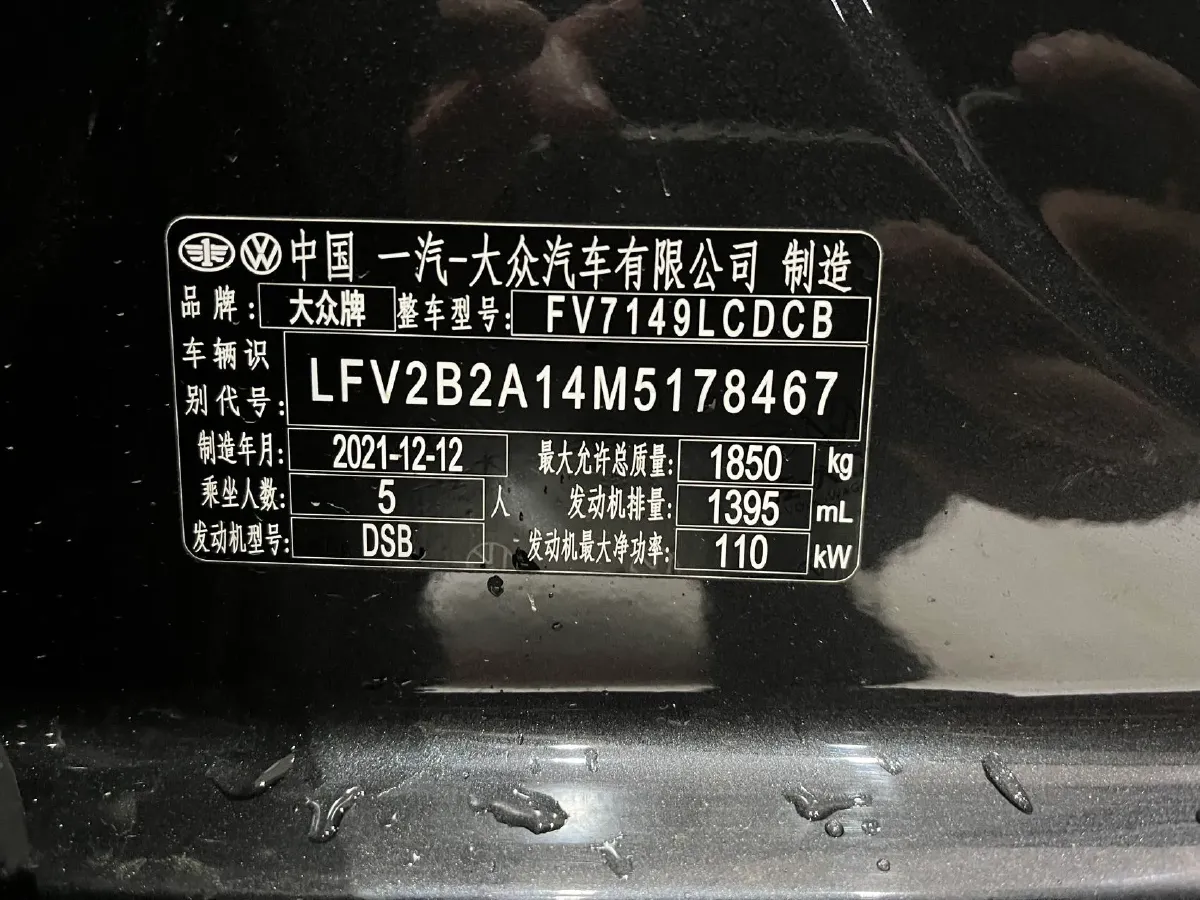 中国 一汽-大众汽车有限公司 制造
品牌: 大众牌 整车型号: FV7149LCDCB
车辆识别代号: LFV2B2A14M5178467
制造年月: 2021-12-12 最大允许总质量: 1850 kg
乘坐人数: 5 人 发动机排量: 1395 mL
发动机型号: DSB 发动机最大净功率: 110 kW